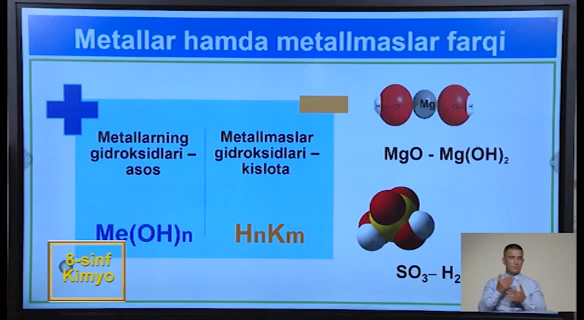 Metallar hamda metallmaslar farqi
Metallarning
gidroksidlari –
asos
Me(OH)n
Metallmaslar
gidroksidlari –
kislota
HnKm
H Mg H
MgO - Mg(OH)₂
SO₃– H₂
8-sinf
Kimyo